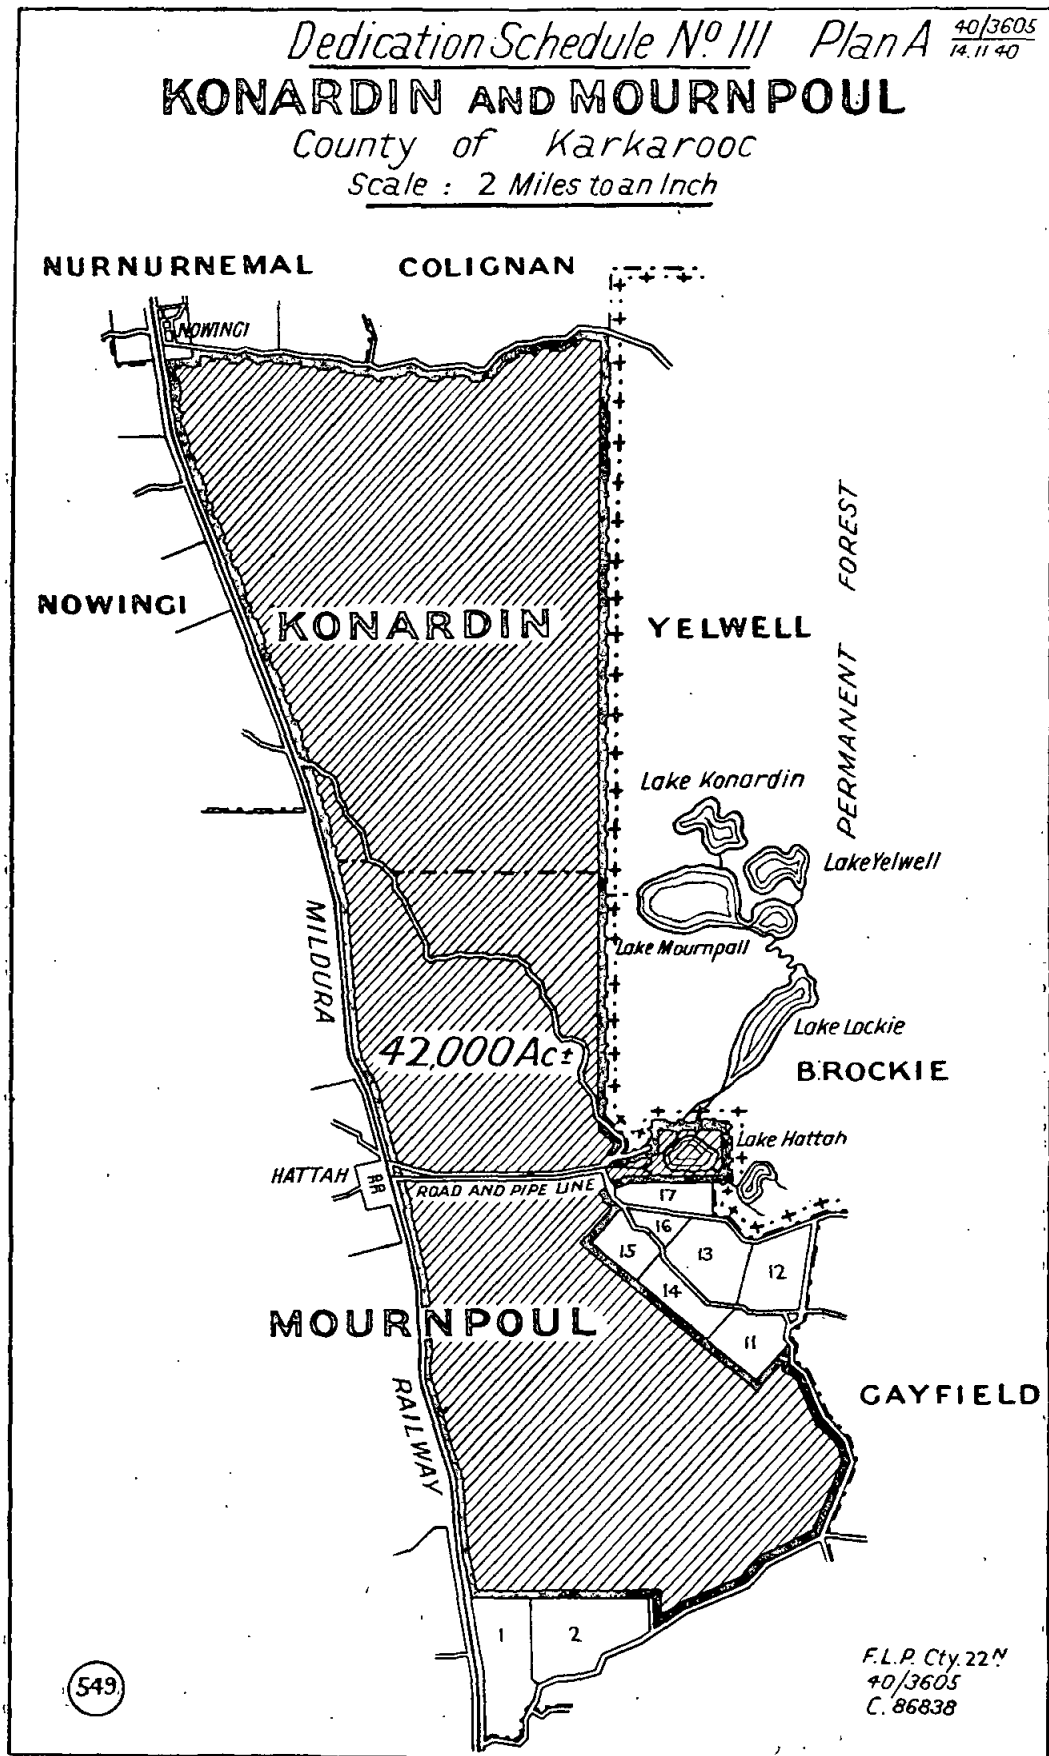 Dedication Schedule Nº III Plan A 40/3605
14.11 40
KONARDIN AND MOURNPOUL
County of Karkarooc
Scale : 2 Miles to an Inch
NURNURNEMAL COLIGNAN
NOWINGI
PERMANENT FOREST
NOWINGI KONARDIN YELWELL
Lake Konardin
Lake Yelwell
MILDURA
Lake Mournpall
Lake Lockie
42,000 Ac±
BROCKIE
Lake Hattah
HATTAH
RR
ROAD AND PIPE LINE
17
16
15
13
12
14
11
MOURNPOUL
RAILWAY
GAYFIELD
1
2
549
F.L.P. Cty. 22ᴺ
40/3605
C. 86838